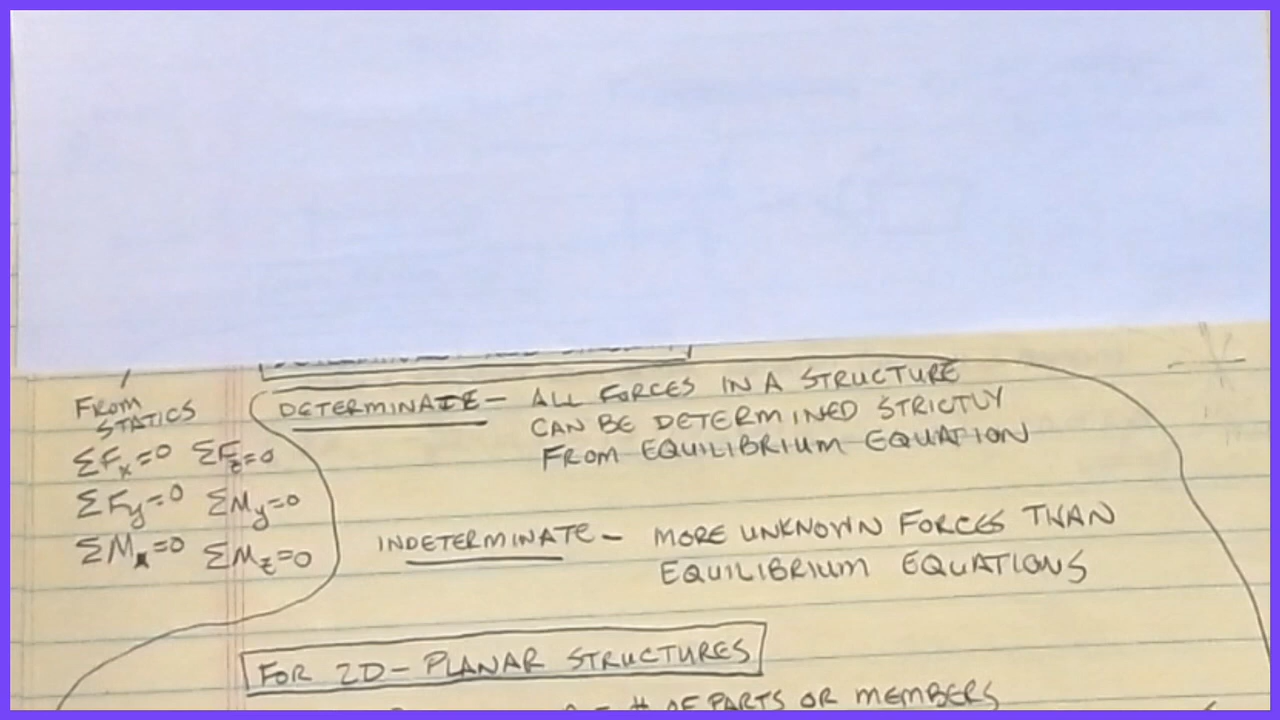 FROM
STATICS
ΣFx=0 ΣFz=0
ΣFy=0 ΣMy=0
ΣMx=0 ΣMz=0
DETERMINATE - ALL FORCES IN A STRUCTURE
CAN BE DETERMINED STRICTLY
FROM EQUILIBRIUM EQUATION
INDETERMINATE - MORE UNKNOWN FORCES THAN
EQUILIBRIUM EQUATIONS
FOR 2D - PLANAR STRUCTURES
= # OF PARTS OR MEMBERS